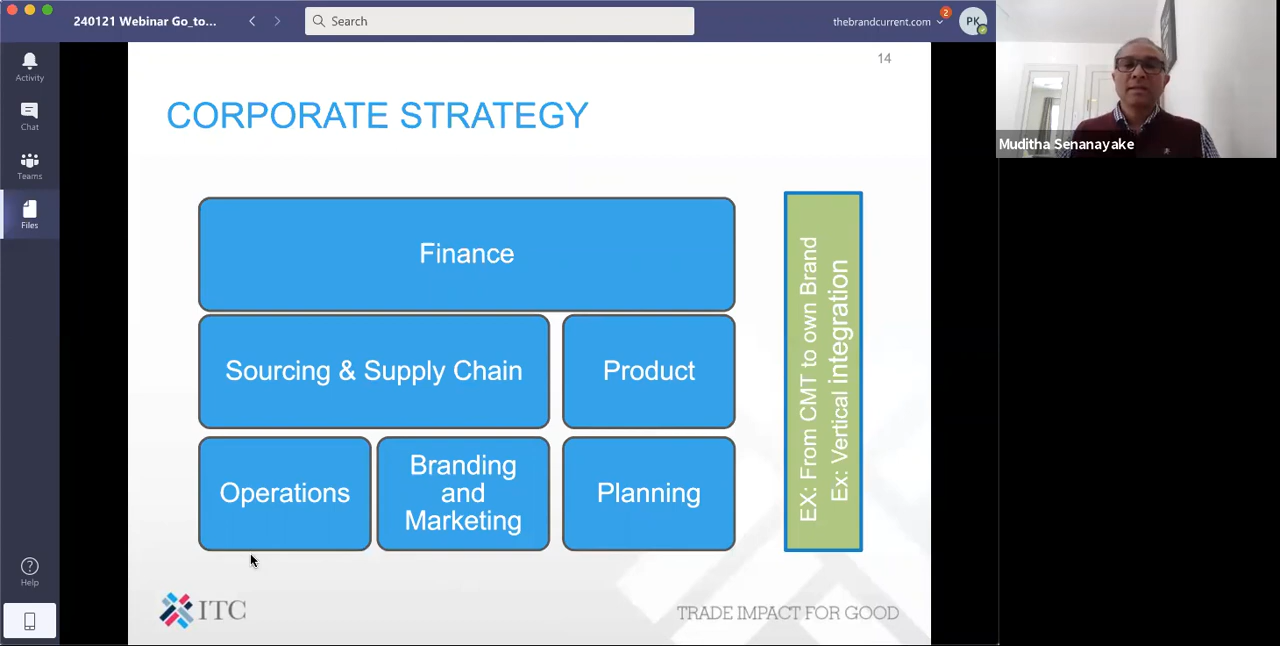 240121 Webinar Go_to...
Search
thebrandcurrent.com
2
PK
Activity
Chat
Teams
Files
Help
14
CORPORATE STRATEGY
Finance
Sourcing & Supply Chain
Product
Operations
Branding
and
Marketing
Planning
EX: From CMT to own Brand
Ex: Vertical integration
ITC
TRADE IMPACT FOR GOOD
Muditha Senanayake